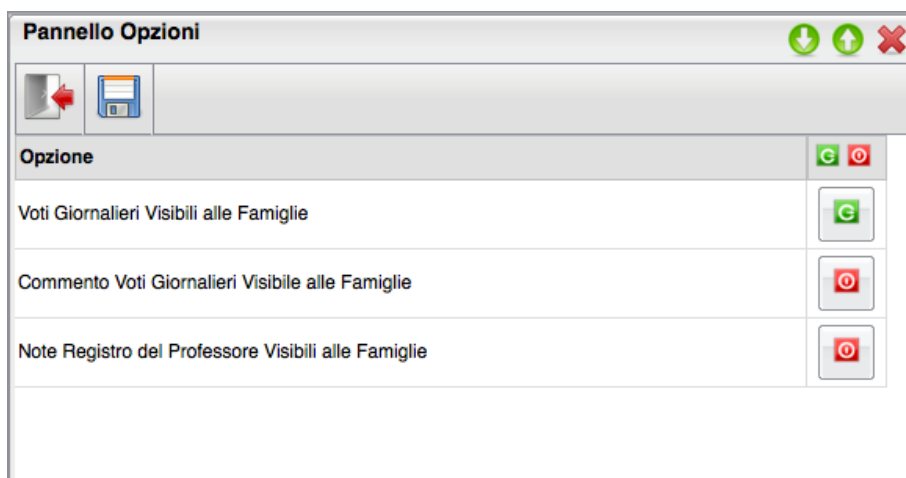 Pannello Opzioni
Opzione
Voti Giornalieri Visibili alle Famiglie
Commento Voti Giornalieri Visibile alle Famiglie
Note Registro del Professore Visibili alle Famiglie